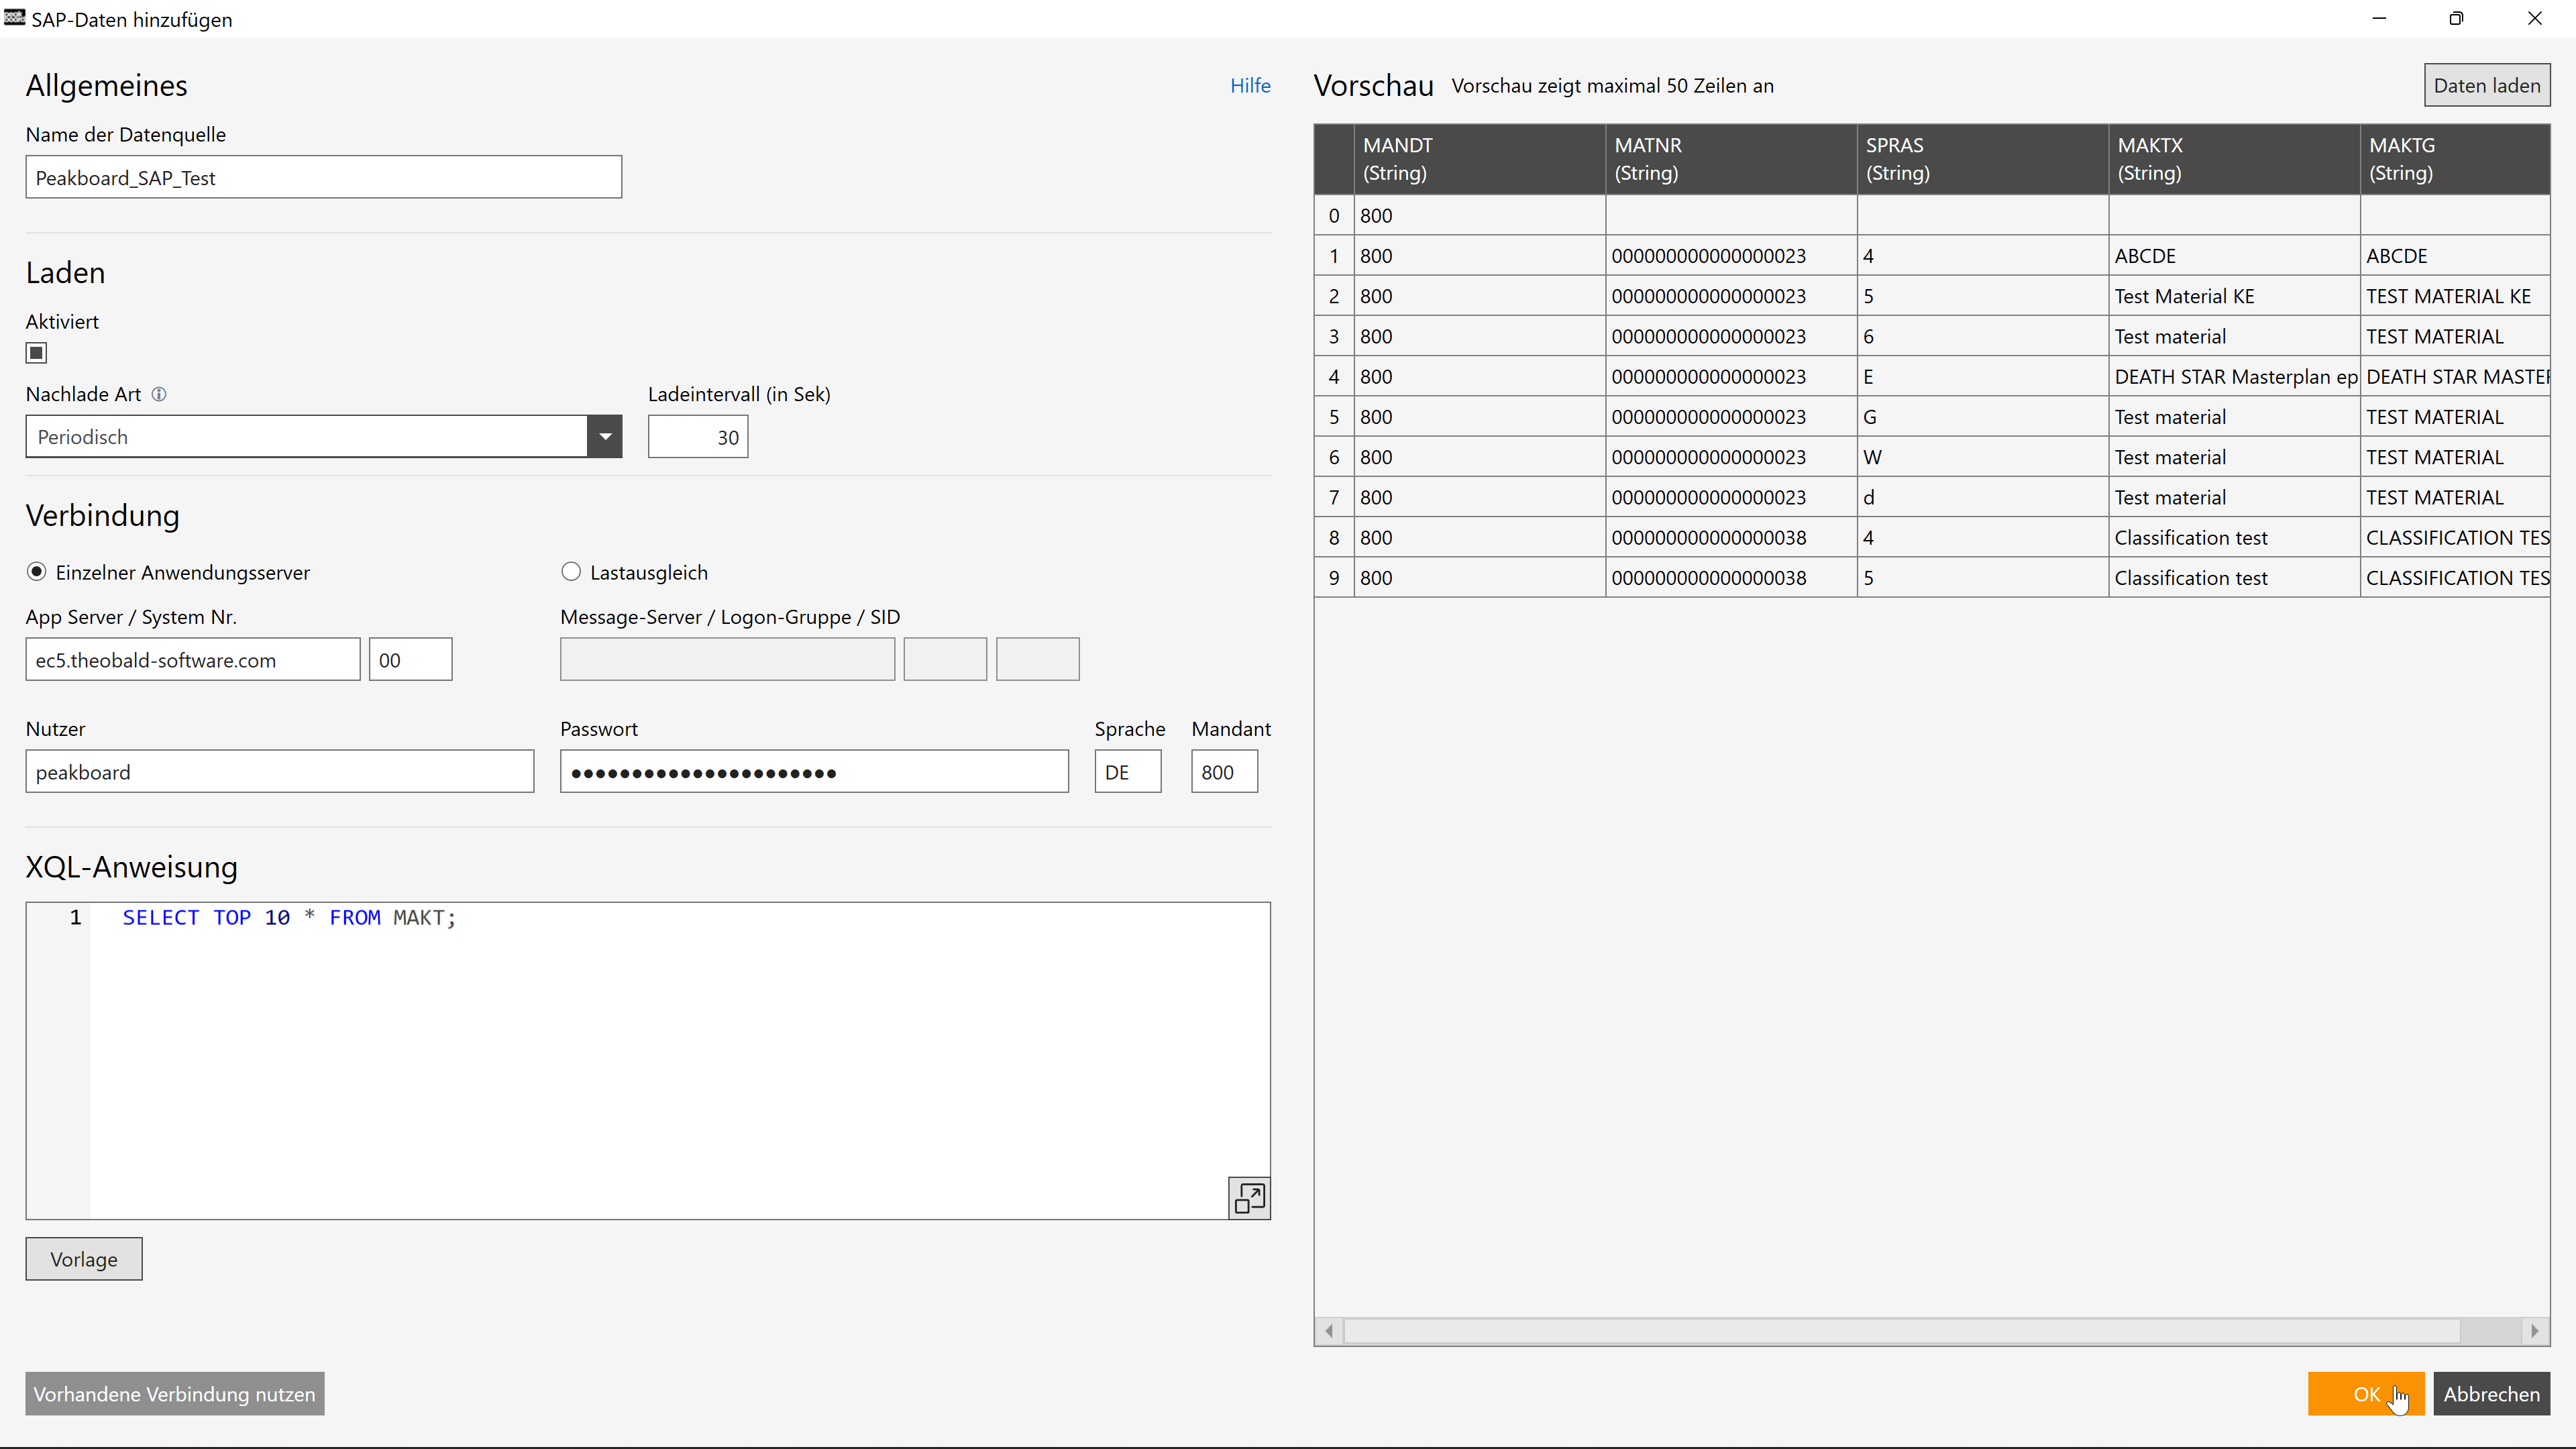 SAP-Daten hinzufügen
Allgemeines
Hilfe
Name der Datenquelle
Peakboard_SAP_Test
Laden
Aktiviert
Nachlade Art
Ladeintervall (in Sek)
Periodisch
30
Verbindung
Einzelner Anwendungsserver
Lastausgleich
App Server / System Nr.
Message-Server / Logon-Gruppe / SID
ec5.theobald-software.com
00
Nutzer
Passwort
Sprache
Mandant
peakboard
●●●●●●●●●●●●●●●●●●●●●●
DE
800
XQL-Anweisung
1 SELECT TOP 10 * FROM MAKT;
Vorlage
Vorhandene Verbindung nutzen
Vorschau Vorschau zeigt maximal 50 Zeilen an
Daten laden
MANDT MATNR SPRAS MAKTX MAKTG
(String) (String) (String) (String) (String)
0 800
1 800 000000000000000023 4 ABCDE ABCDE
2 800 000000000000000023 5 Test Material KE TEST MATERIAL KE
3 800 000000000000000023 6 Test material TEST MATERIAL
4 800 000000000000000023 E DEATH STAR Masterplan ep DEATH STAR MASTER
5 800 000000000000000023 G Test material TEST MATERIAL
6 800 000000000000000023 W Test material TEST MATERIAL
7 800 000000000000000023 d Test material TEST MATERIAL
8 800 000000000000000038 4 Classification test CLASSIFICATION TES
9 800 000000000000000038 5 Classification test CLASSIFICATION TES
OK
Abbrechen